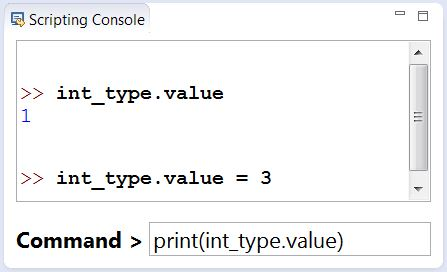 Scripting Console
>> int_type.value
1
>> int_type.value = 3
Command > print(int_type.value)